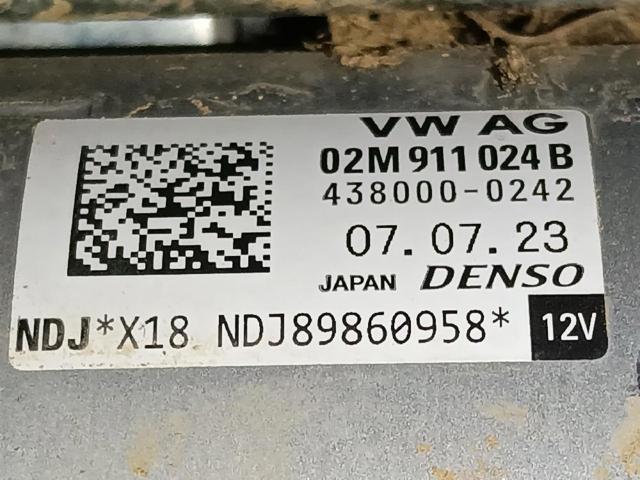 VW AG
02M 911 024 B
438000-0242
07.07.23
JAPAN DENSO
NDJ*X18 NDJ89860958* 12V